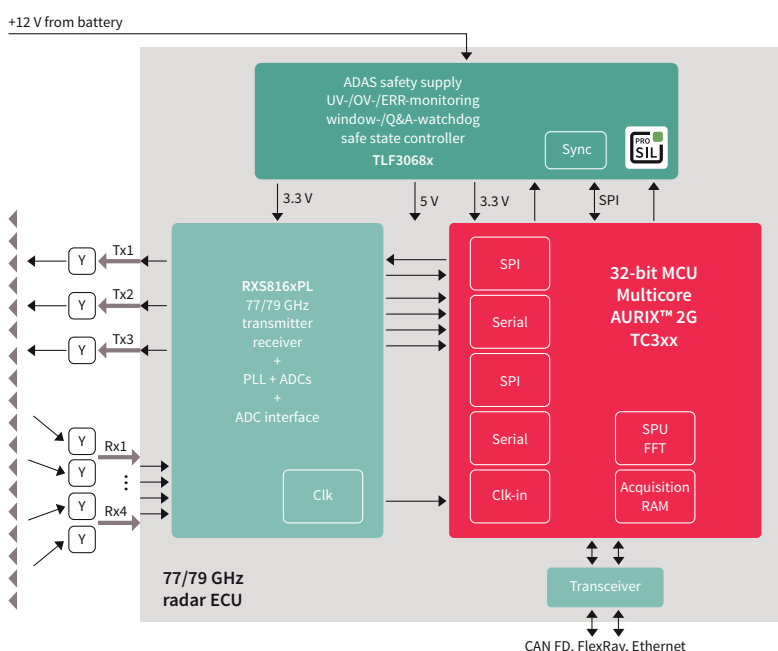 +12 V from battery
ADAS safety supply
UV-/OV-/ERR-monitoring
window-/Q&A-watchdog
safe state controller
TLF3068x
Sync
PRO
SIL
3.3 V
5 V
3.3 V
SPI
Y
Tx1
Y
Tx2
Y
Tx3
RXS816xPL
77/79 GHz
transmitter
receiver
+
PLL + ADCs
+
ADC interface
Clk
SPI
Serial
SPI
Serial
Clk-in
32-bit MCU
Multicore
AURIX™ 2G
TC3xx
SPU
FFT
Acquisition
RAM
Y
Rx1
Y
Y
Rx4
Y
77/79 GHz
radar ECU
Transceiver
CAN FD, FlexRay, Ethernet